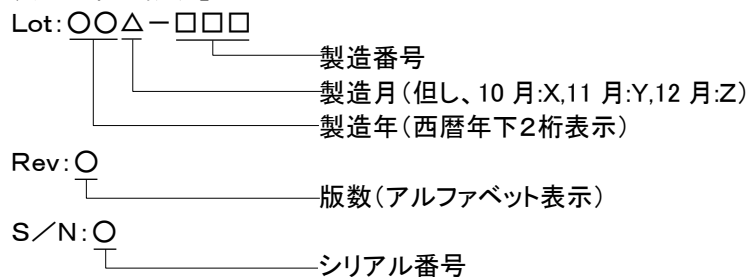 Lot:○○△－□□□
製造番号
製造月(但し、10 月:X,11 月:Y,12 月:Z)
製造年(西暦年下2桁表示)
Rev:○
版数(アルファベット表示)
S／N:○
シリアル番号